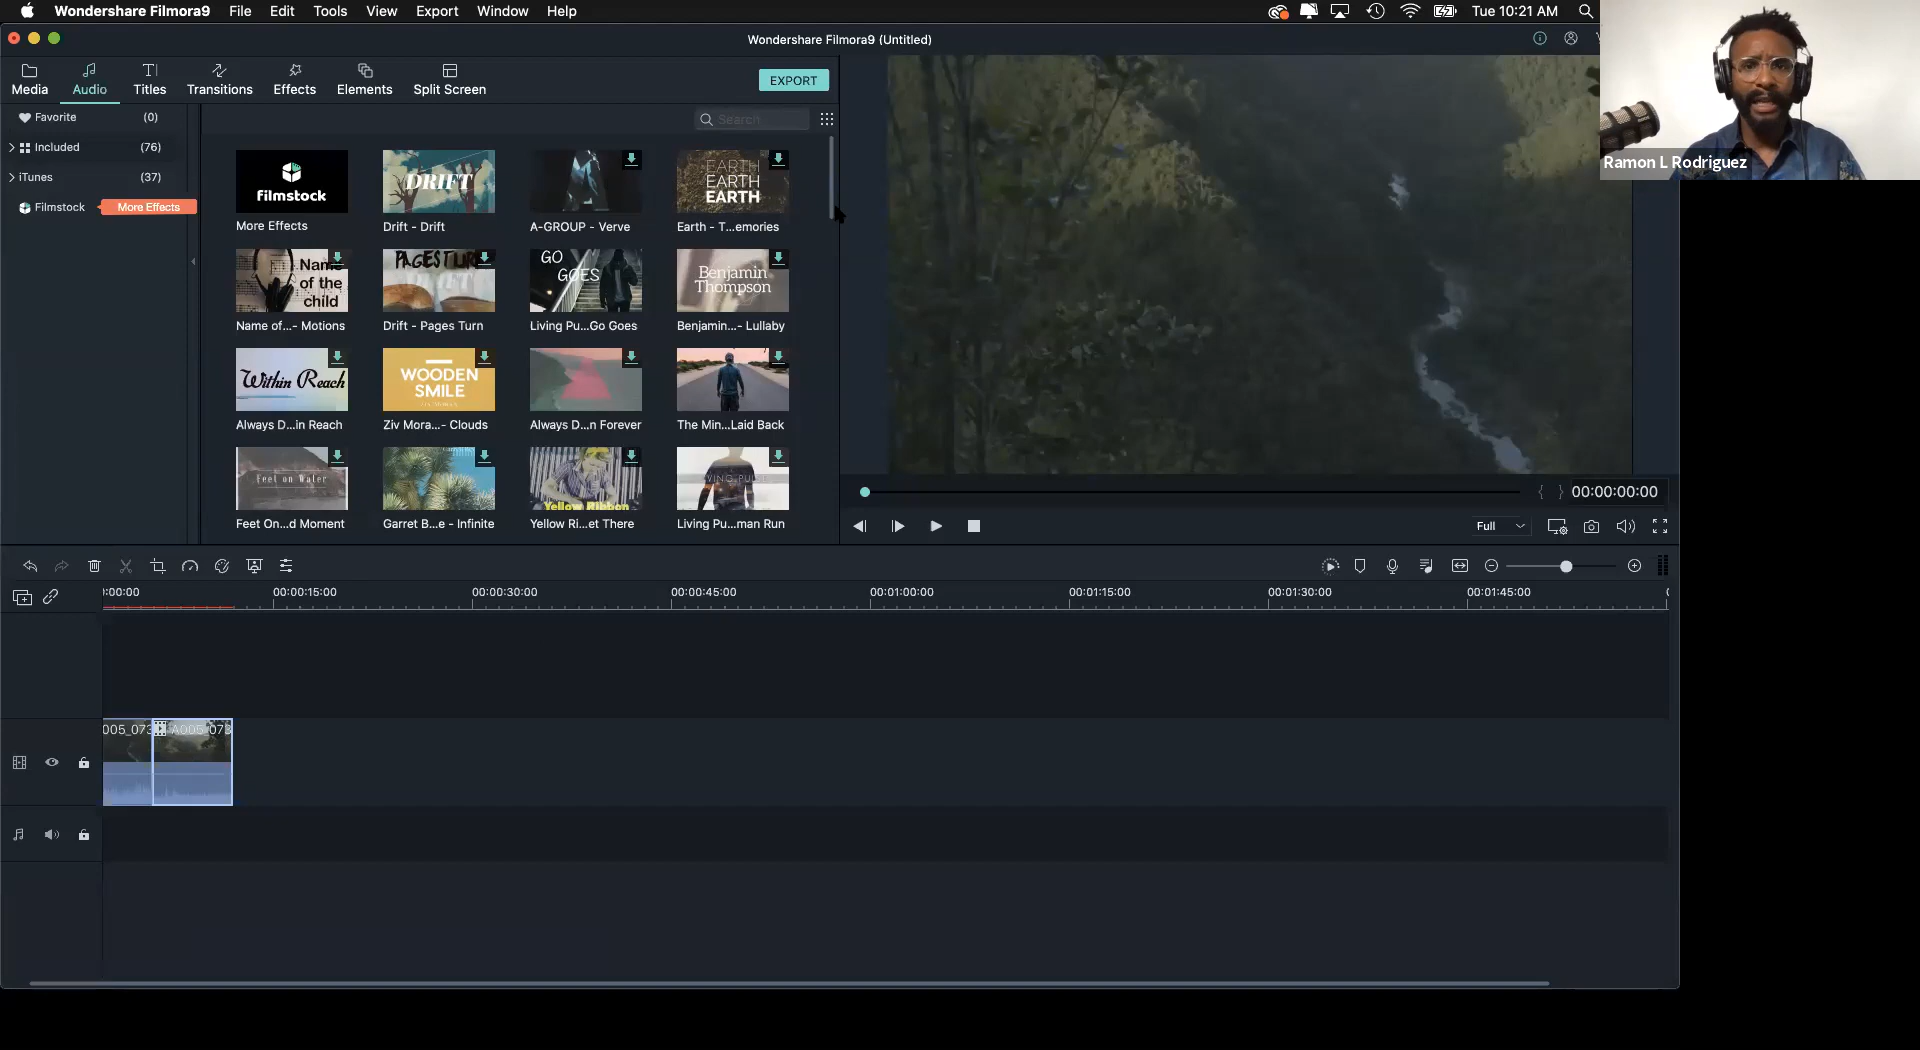 Wondershare Filmora9 File Edit Tools View Export Window Help
Tue 10:21 AM
Wondershare Filmora9 (Untitled)
Media Audio Titles Transitions Effects Elements Split Screen
EXPORT
Ramon L Rodriguez
Favorite (0)
Included (76)
iTunes (37)
Filmstock More Effects
Search
filmstock
DRIFT
EARTH
EARTH
EARTH
More Effects
Drift - Drift
A-GROUP - Verve
Earth - T...emories
Name
of the
child
PAGES TURN
GO
GOES
Benjamin
Thompson
Name of...- Motions
Drift - Pages Turn
Living Pu...Go Goes
Benjamin...- Lullaby
Within Reach
WOODEN
SMILE
Always D...in Reach
Ziv Mora...- Clouds
Always D...n Forever
The Min...Laid Back
Feet on Water
Yellow Ribbon
LIVING PULSE
Feet On...d Moment
Garret B...e - Infinite
Yellow Ri...et There
Living Pu...man Run
{ } 00:00:00:00
Full
):00:00 00:00:15:00 00:00:30:00 00:00:45:00 00:01:00:00 00:01:15:00 00:01:30:00 00:01:45:00
005_073
A005_073